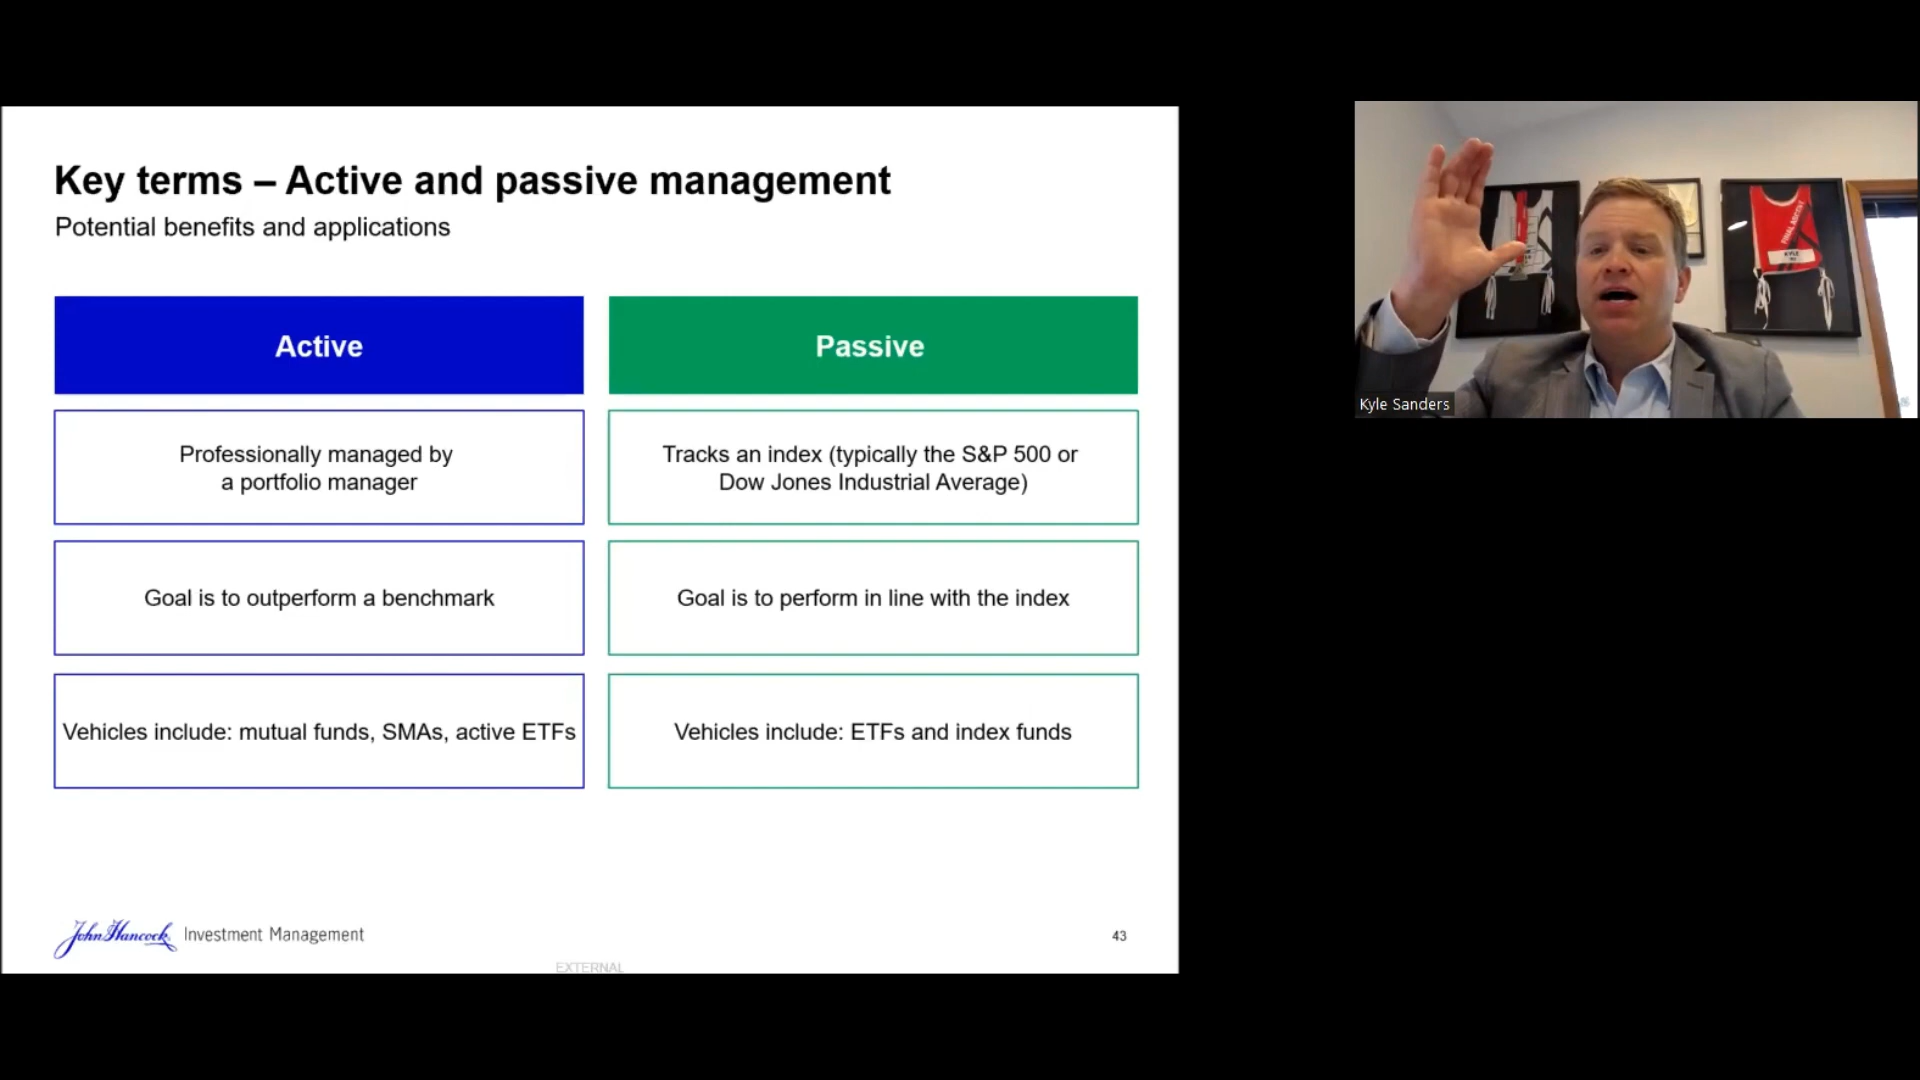 Key terms – Active and passive management
Potential benefits and applications
Active
Passive
Professionally managed by
a portfolio manager
Tracks an index (typically the S&P 500 or
Dow Jones Industrial Average)
Goal is to outperform a benchmark
Goal is to perform in line with the index
Vehicles include: mutual funds, SMAs, active ETFs
Vehicles include: ETFs and index funds
John Hancock Investment Management
43
EXTERNAL
FINAL ASCENT
KYLE
Kyle Sanders